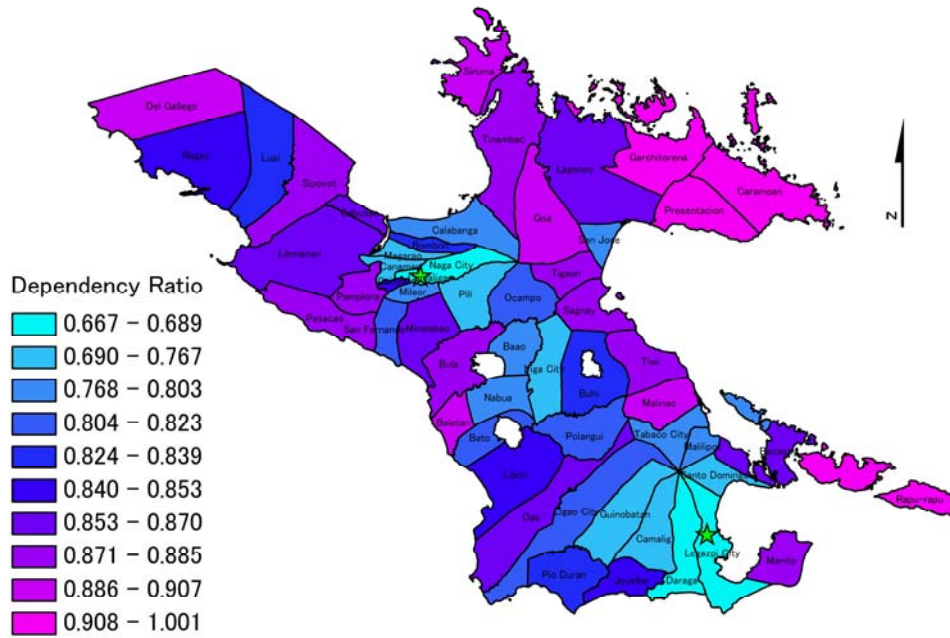 Siruma
Del Gallego
Tinambac
Ragay
Lupi
Lagonoy
Garchitorena
Sipocot
Caramoan
Presentacion
Goa
Calabanga
San Jose
Bombon
Libmanan
Magarao
Canaman
Naga City
Tigaon
Dependency Ratio
Milaor
Pili
Ocampo
Pamplona
Sagnay
0.667 – 0.689
Pasacao
San Fernando
Minalabac
0.690 – 0.767
Baao
Tiwi
Bula
Iriga City
0.768 – 0.803
Buhi
Nabua
Malinao
0.804 – 0.823
Balatan
Bato
Polangui
Tabaco City
Malilipot
0.824 – 0.839
Bacacay
Libon
Santo Domingo
0.840 – 0.853
Rapu-rapu
Oas
Ligao City
Guinobatan
0.853 – 0.870
Camalig
Legazpi City
0.871 – 0.885
Manito
Pio Duran
Jovellar
Daraga
0.886 – 0.907
0.908 – 1.001
N